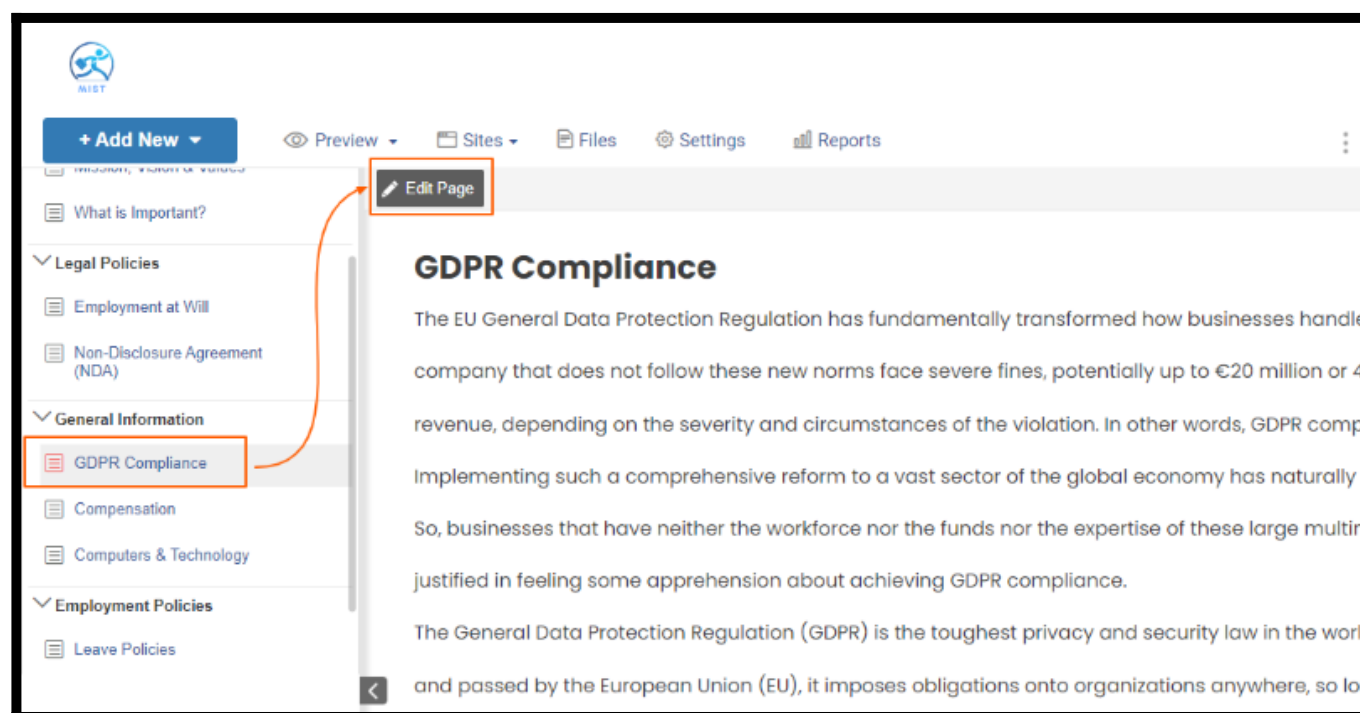 MIST
+ Add New
Preview
Sites
Files
Settings
Reports
Mission, Vision & Values
What is Important?
Legal Policies
Employment at Will
Non-Disclosure Agreement
(NDA)
General Information
GDPR Compliance
Compensation
Computers & Technology
Employment Policies
Leave Policies
Edit Page
GDPR Compliance
The EU General Data Protection Regulation has fundamentally transformed how businesses handle
company that does not follow these new norms face severe fines, potentially up to €20 million or 4
revenue, depending on the severity and circumstances of the violation. In other words, GDPR comp
Implementing such a comprehensive reform to a vast sector of the global economy has naturally
So, businesses that have neither the workforce nor the funds nor the expertise of these large multin
justified in feeling some apprehension about achieving GDPR compliance.
The General Data Protection Regulation (GDPR) is the toughest privacy and security law in the worl
and passed by the European Union (EU), it imposes obligations onto organizations anywhere, so lo